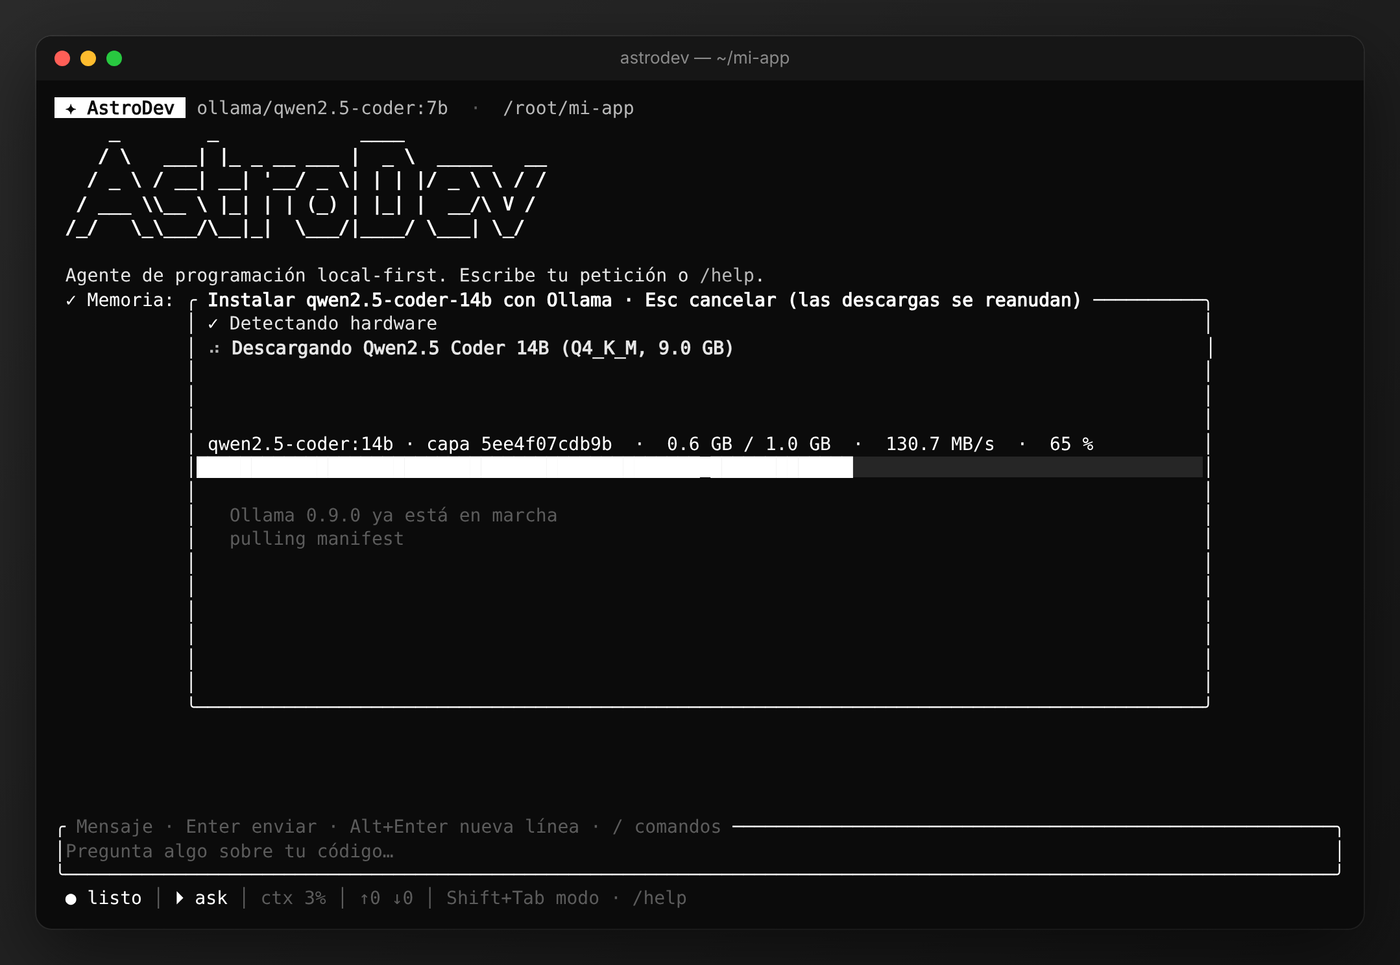 astrodev — ~/mi-app
✦ AstroDev ollama/qwen2.5-coder:7b · /root/mi-app
AstroDev
Agente de programación local-first. Escribe tu petición o /help.
✓ Memoria:
Instalar qwen2.5-coder-14b con Ollama · Esc cancelar (las descargas se reanudan)
✓ Detectando hardware
Descargando Qwen2.5 Coder 14B (Q4_K_M, 9.0 GB)
qwen2.5-coder:14b · capa 5ee4f07cdb9b · 0.6 GB / 1.0 GB · 130.7 MB/s · 65 %
Ollama 0.9.0 ya está en marcha
pulling manifest
Mensaje · Enter enviar · Alt+Enter nueva línea · / comandos
Pregunta algo sobre tu código…
● listo │ ⏵ ask │ ctx 3% │ ↑0 ↓0 │ Shift+Tab modo · /help